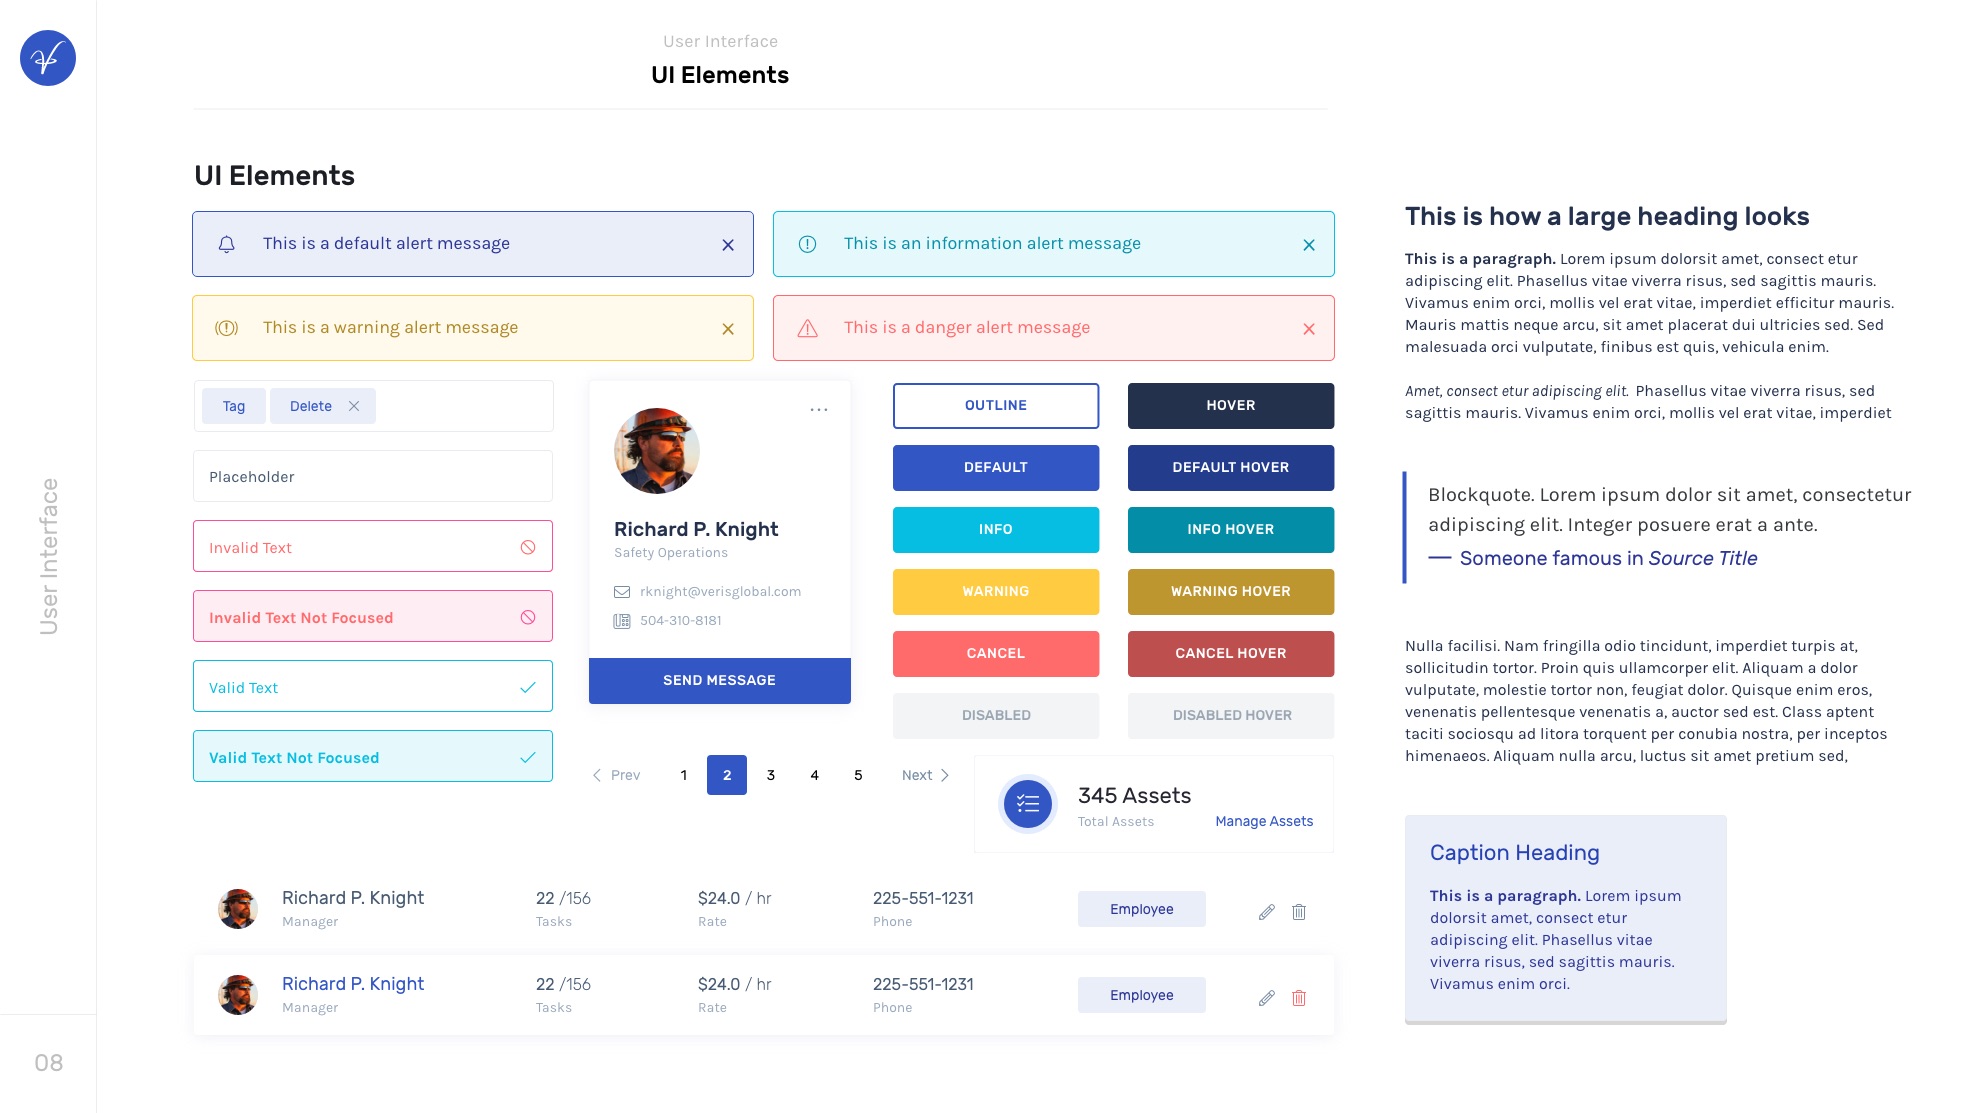 User Interface
UI Elements
UI Elements
This is a default alert message
This is an information alert message
This is a warning alert message
This is a danger alert message
Tag
Delete
Placeholder
Invalid Text
Invalid Text Not Focused
Valid Text
Valid Text Not Focused
Richard P. Knight
Safety Operations
rknight@verisglobal.com
504-310-8181
SEND MESSAGE
OUTLINE
HOVER
DEFAULT
DEFAULT HOVER
INFO
INFO HOVER
WARNING
WARNING HOVER
CANCEL
CANCEL HOVER
DISABLED
DISABLED HOVER
Prev 1 2 3 4 5 Next
345 Assets
Total Assets
Manage Assets
Richard P. Knight 22 /156 $24.0 / hr 225-551-1231 Employee
Manager Tasks Rate Phone
Richard P. Knight 22 /156 $24.0 / hr 225-551-1231 Employee
Manager Tasks Rate Phone
This is how a large heading looks
This is a paragraph. Lorem ipsum dolorsit amet, consect etur
adipiscing elit. Phasellus vitae viverra risus, sed sagittis mauris.
Vivamus enim orci, mollis vel erat vitae, imperdiet efficitur mauris.
Mauris mattis neque arcu, sit amet placerat dui ultricies sed. Sed
malesuada orci vulputate, finibus est quis, vehicula enim.
Amet, consect etur adipiscing elit. Phasellus vitae viverra risus, sed
sagittis mauris. Vivamus enim orci, mollis vel erat vitae, imperdiet
Blockquote. Lorem ipsum dolor sit amet, consectetur
adipiscing elit. Integer posuere erat a ante.
— Someone famous in Source Title
Nulla facilisi. Nam fringilla odio tincidunt, imperdiet turpis at,
sollicitudin tortor. Proin quis ullamcorper elit. Aliquam a dolor
vulputate, molestie tortor non, feugiat dolor. Quisque enim eros,
venenatis pellentesque venenatis a, auctor sed est. Class aptent
taciti sociosqu ad litora torquent per conubia nostra, per inceptos
himenaeos. Aliquam nulla arcu, luctus sit amet pretium sed,
Caption Heading
This is a paragraph. Lorem ipsum
dolorsit amet, consect etur
adipiscing elit. Phasellus vitae
viverra risus, sed sagittis mauris.
Vivamus enim orci.
User Interface
08